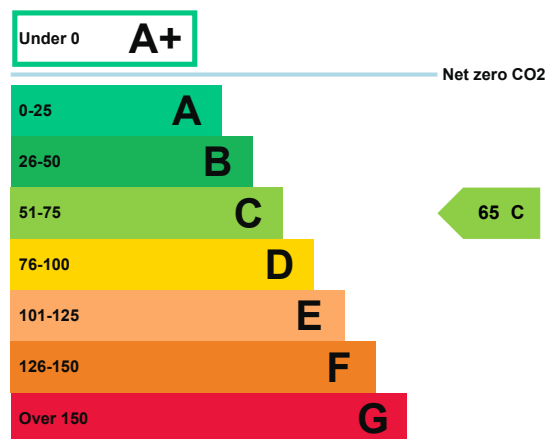 Under 0 A+
Net zero CO2
0-25 A
26-50 B
51-75 C
65 C
76-100 D
101-125 E
126-150 F
Over 150 G